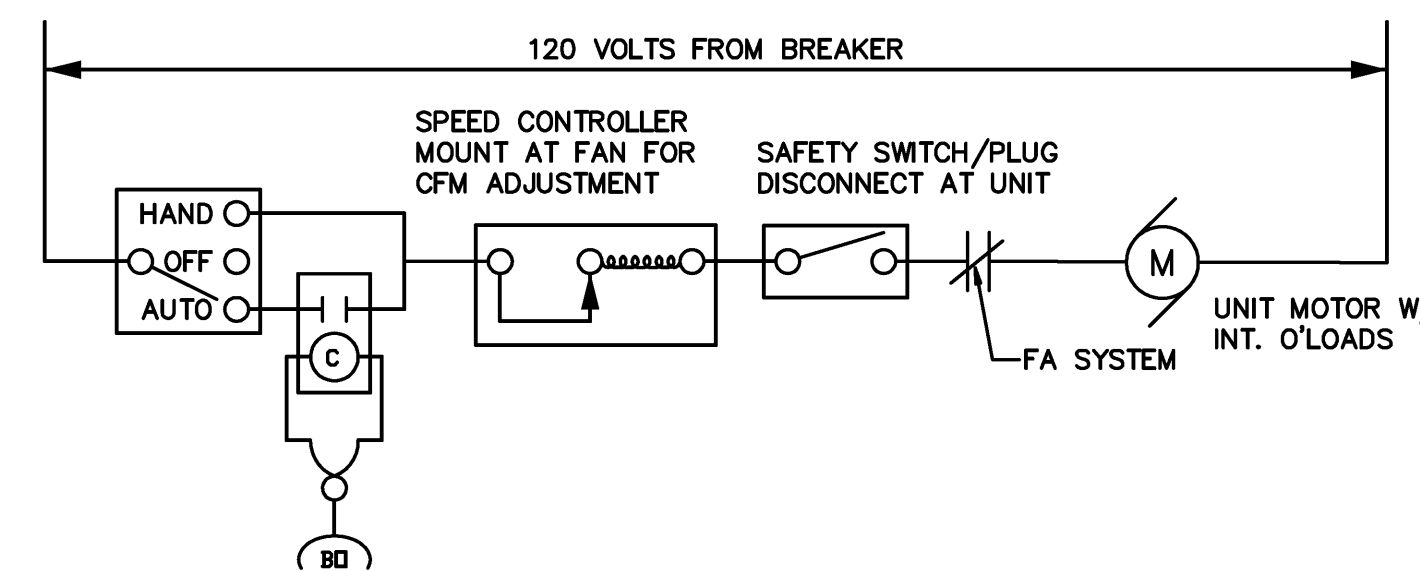 120 VOLTS FROM BREAKER
SPEED CONTROLLER
MOUNT AT FAN FOR
CFM ADJUSTMENT
SAFETY SWITCH/PLUG
DISCONNECT AT UNIT
HAND
OFF
AUTO
C
M
UNIT MOTOR W/
INT. O'LOADS
FA SYSTEM
BO